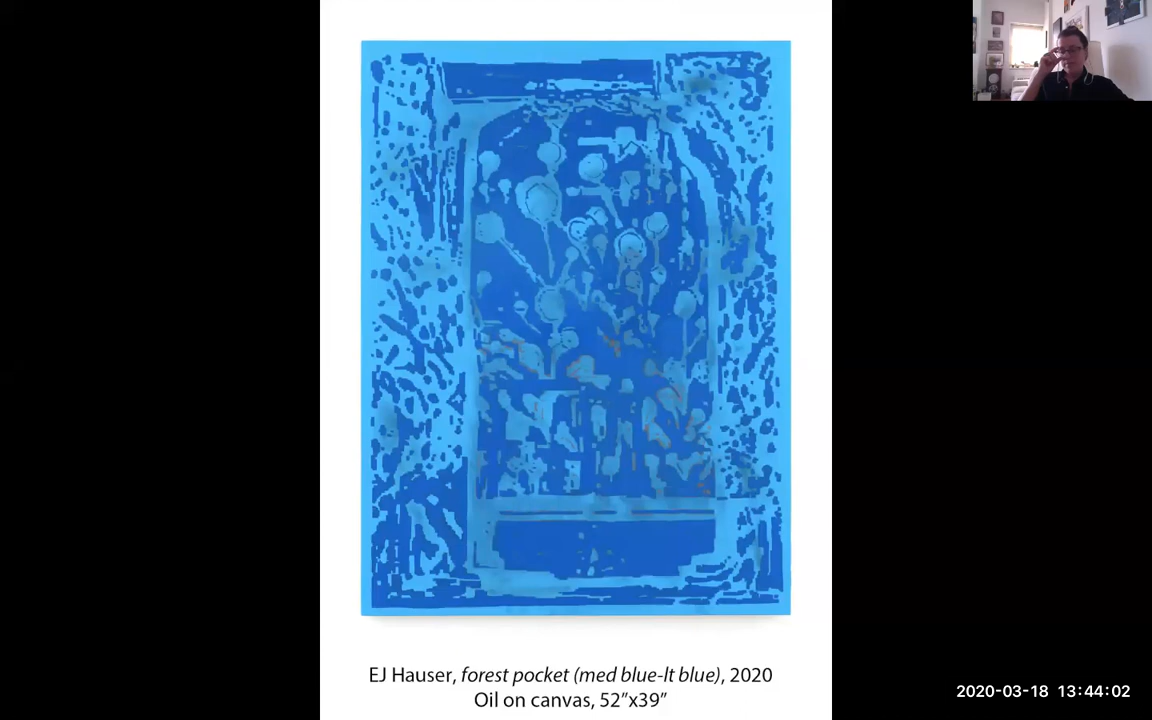 EJ Hauser, forest pocket (med blue-lt blue), 2020
Oil on canvas, 52”x39”
2020-03-18 13:44:02